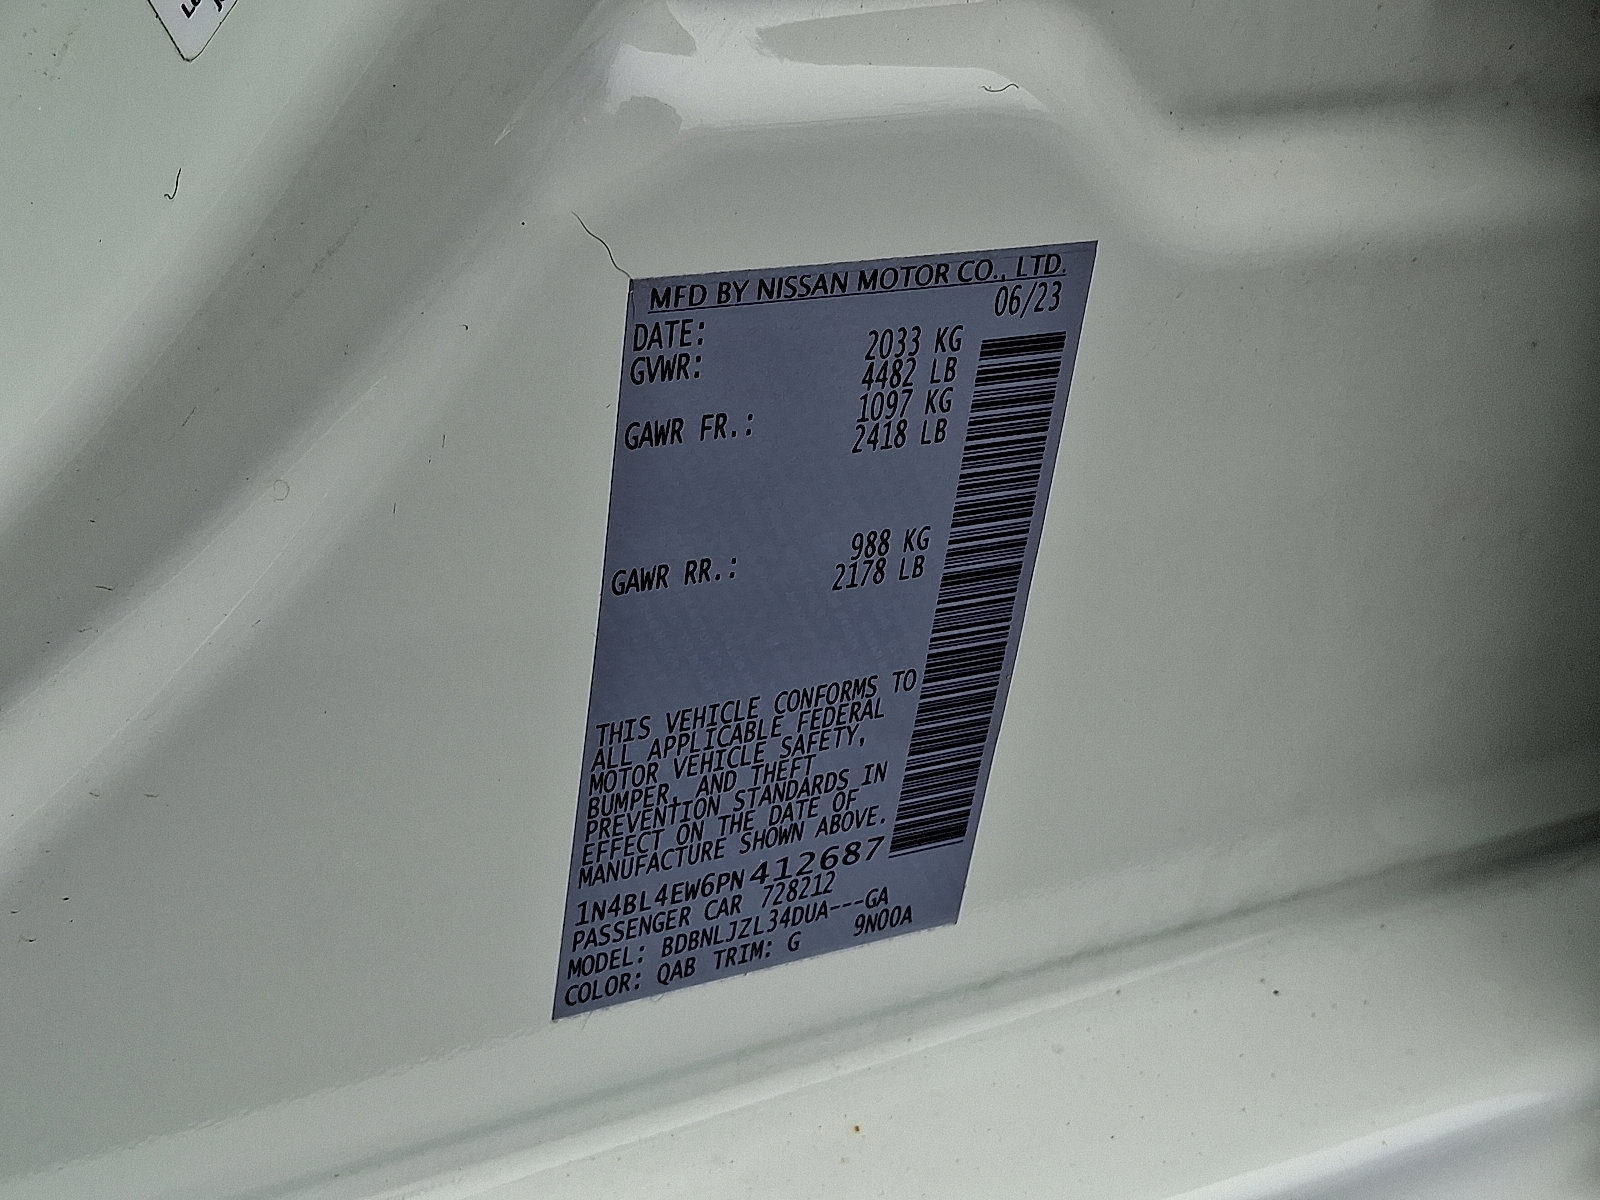 MFD BY NISSAN MOTOR CO., LTD.
DATE: 06/23
GVWR: 2033 KG
4482 LB
GAWR FR.: 1097 KG
2418 LB
GAWR RR.: 988 KG
2178 LB
THIS VEHICLE CONFORMS TO
ALL APPLICABLE FEDERAL
MOTOR VEHICLE SAFETY,
BUMPER, AND THEFT
PREVENTION STANDARDS IN
EFFECT ON THE DATE OF
MANUFACTURE SHOWN ABOVE.
1N4BL4EW6PN412687
PASSENGER CAR 728212
MODEL: BDBNLJZL34DUA---GA
COLOR: QAB TRIM: G 9N00A